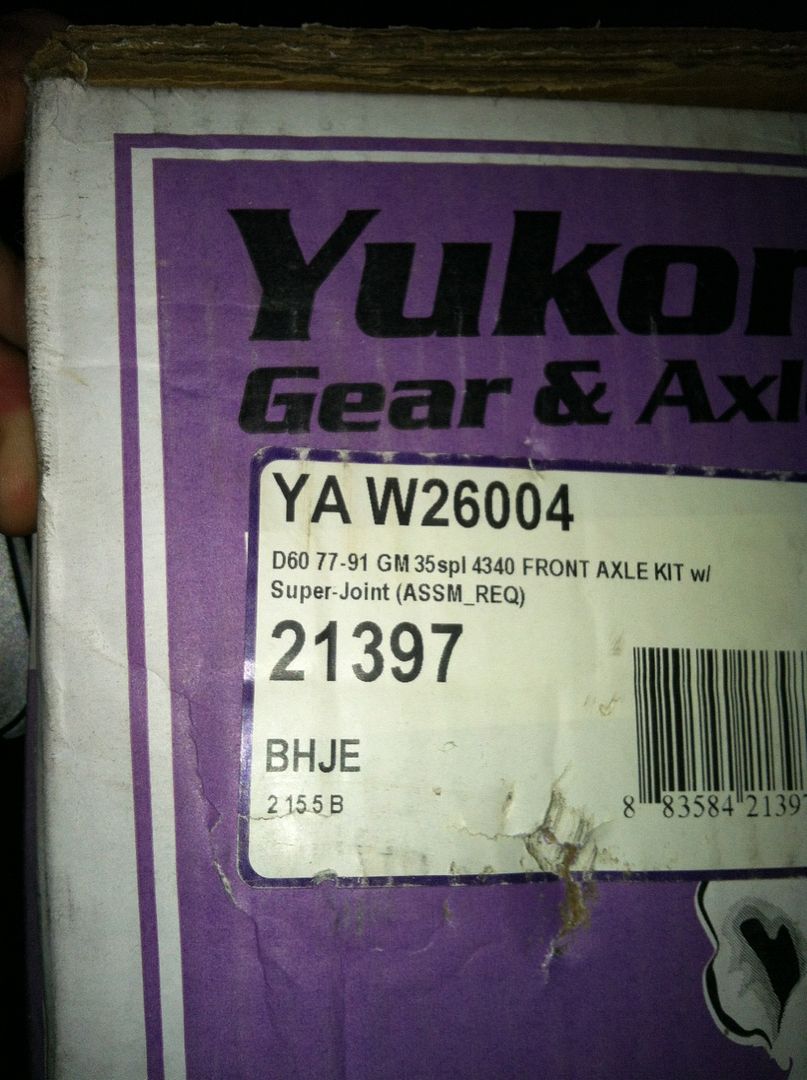 Yukon
Gear & Axl
YA W26004
D60 77-91 GM 35spl 4340 FRONT AXLE KIT w/
Super-Joint (ASSM_REQ)
21397
BHJE
2 15 5 B
8 83584 21397